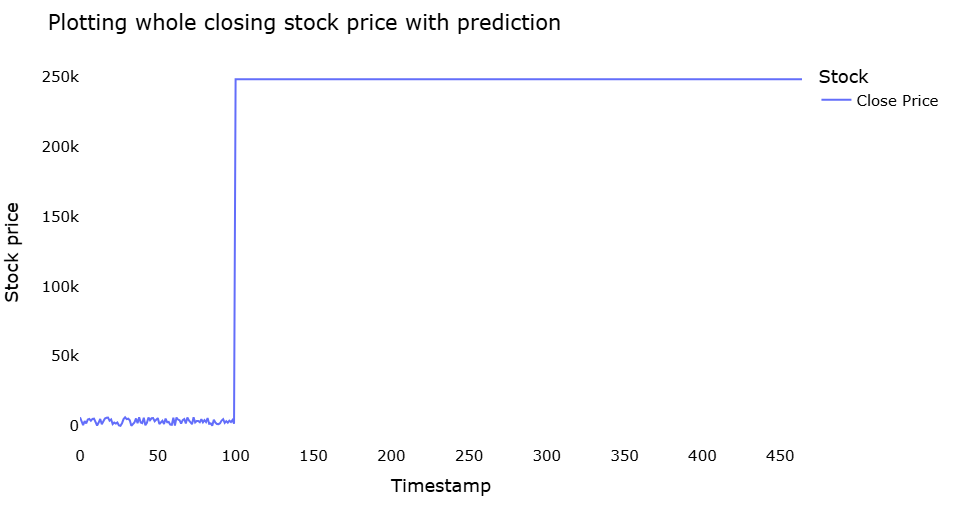 Plotting whole closing stock price with prediction
Stock
Close Price
Stock price
250k
200k
150k
100k
50k
0
0 50 100 150 200 250 300 350 400 450
Timestamp